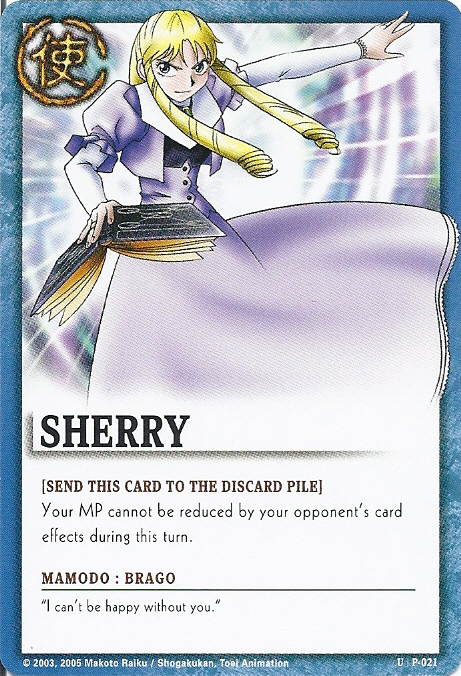 使
SHERRY
[SEND THIS CARD TO THE DISCARD PILE]
Your MP cannot be reduced by your opponent's card
effects during this turn.
MAMODO : BRAGO
"I can't be happy without you."
© 2003, 2005 Makoto Raiku / Shogakukan, Toei Animation
U P-021